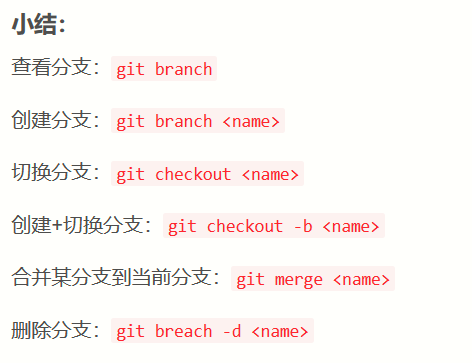 小结：
查看分支：git branch
创建分支：git branch <name>
切换分支：git checkout <name>
创建+切换分支：git checkout -b <name>
合并某分支到当前分支：git merge <name>
删除分支：git breach -d <name>